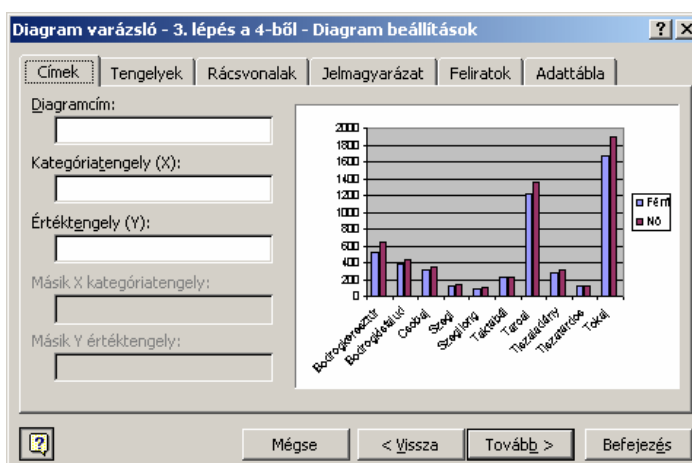 Diagram varázsló - 3. lépés a 4-ből - Diagram beállítások
Címek
Tengelyek
Rácsvonalak
Jelmagyarázat
Feliratok
Adattábla
Diagramcím:
Kategóriatengely (X):
Értéktengely (Y):
Másik X kategóriatengely:
Másik Y értéktengely:
2000
1800
1600
1400
1200
1000
800
600
400
200
0
Bodrogkeresztúr
Bodrogkisfalud
Csobaj
Szegi
Szegilong
Taktabáj
Tarcal
Tiszaladány
Tiszatardos
Tokaj
Férfi
Nő
Mégse
< Vissza
Tovább >
Befejezés